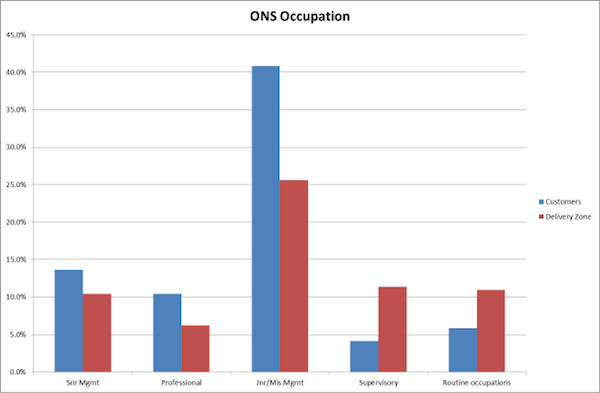 ONS Occupation
45.0%
40.0%
35.0%
30.0%
25.0%
20.0%
15.0%
10.0%
5.0%
0.0%
Snr Mgmt Professional Jnr/Mis Mgmt Supervisory Routine occupations
Customers
Delivery Zone